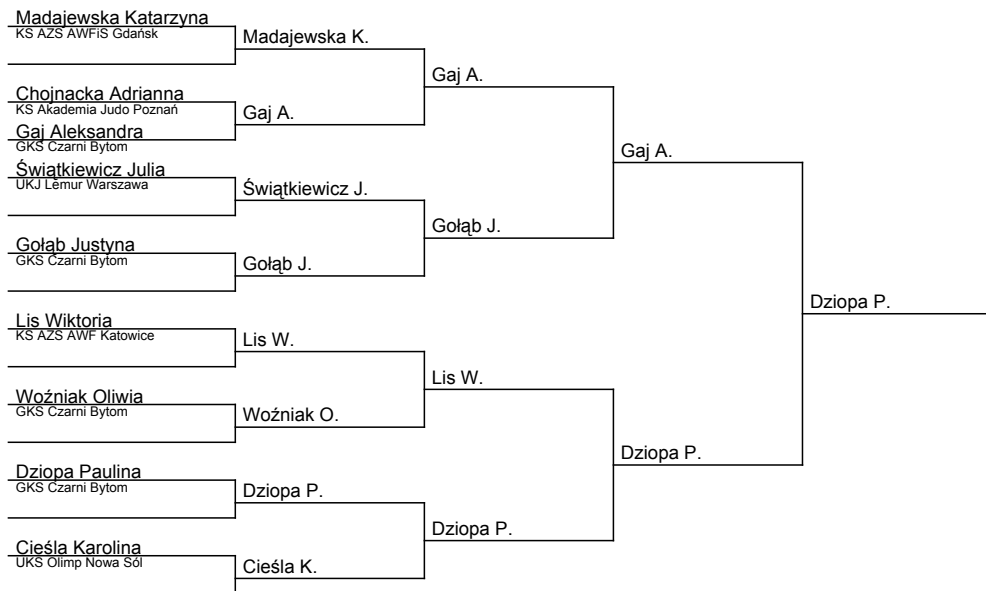 Madajewska Katarzyna
KS AZS AWFiS Gdańsk
Madajewska K.
Gaj A.
Chojnacka Adrianna
KS Akademia Judo Poznań
Gaj A.
Gaj Aleksandra
GKS Czarni Bytom
Gaj A.
Świątkiewicz Julia
UKJ Lemur Warszawa
Świątkiewicz J.
Gołąb J.
Gołąb Justyna
GKS Czarni Bytom
Gołąb J.
Dziopa P.
Lis Wiktoria
KS AZS AWF Katowice
Lis W.
Lis W.
Woźniak Oliwia
GKS Czarni Bytom
Woźniak O.
Dziopa P.
Dziopa Paulina
GKS Czarni Bytom
Dziopa P.
Dziopa P.
Cieśla Karolina
UKS Olimp Nowa Sól
Cieśla K.